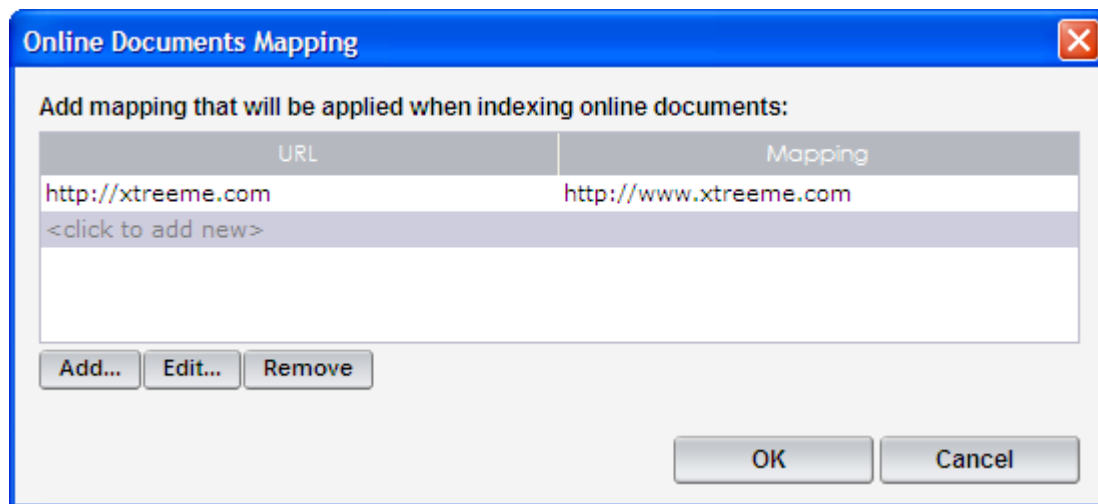 Online Documents Mapping
Add mapping that will be applied when indexing online documents:
URL Mapping
http://xtreeme.com http://www.xtreeme.com
<click to add new>
Add... Edit... Remove
OK Cancel